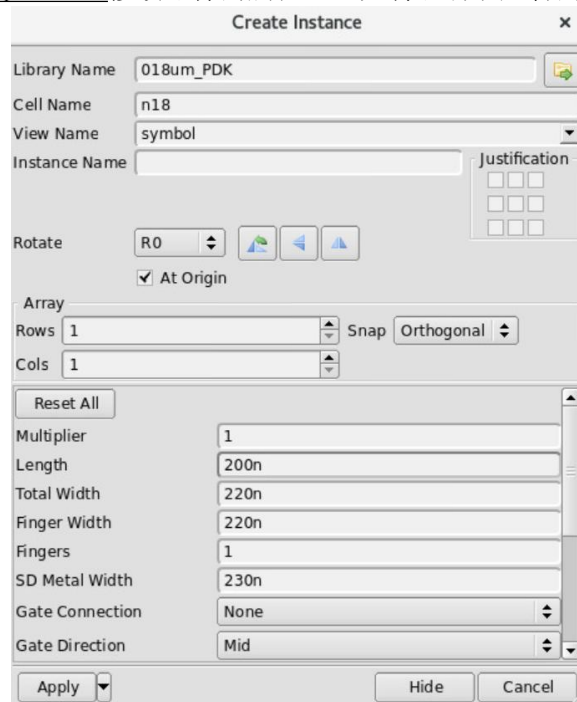 Create Instance ×
Library Name 018um_PDK
Cell Name n18
View Name symbol
Instance Name
Justification
Rotate R0
At Origin
Array
Rows 1 Snap Orthogonal
Cols 1
Reset All
Multiplier 1
Length 200n
Total Width 220n
Finger Width 220n
Fingers 1
SD Metal Width 230n
Gate Connection None
Gate Direction Mid
Apply Hide Cancel